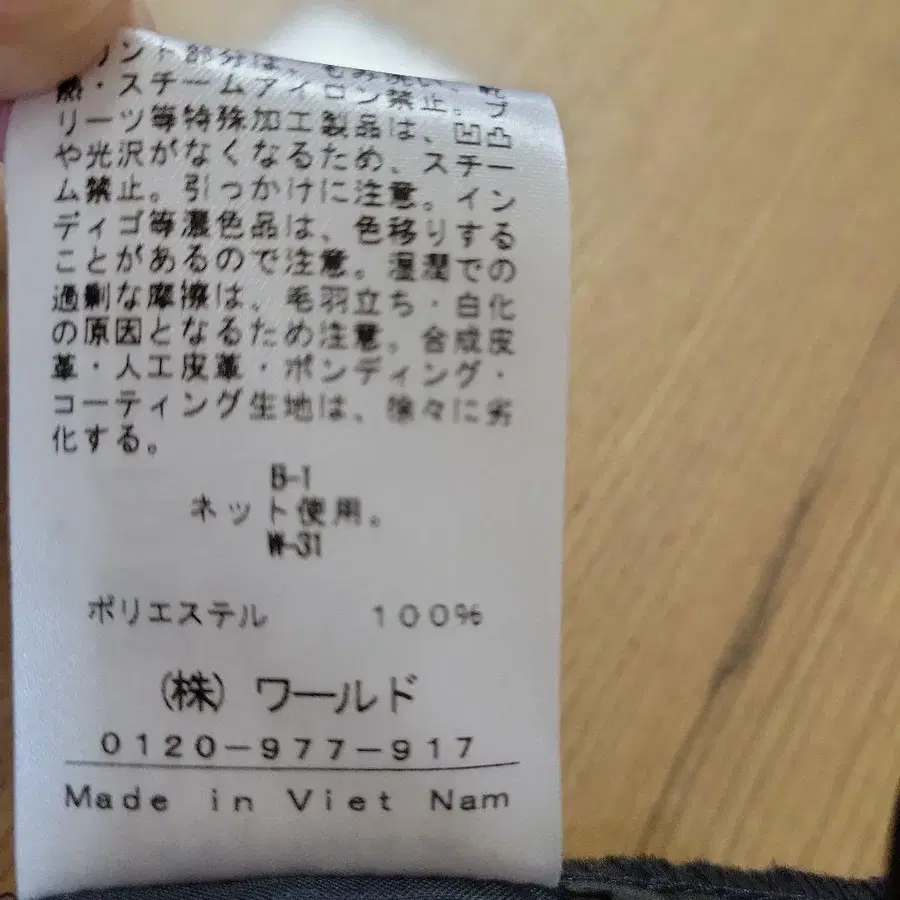 リント部分は、もみ洗い、乾
熱・スチームアイロン禁止。プ
リーツ等特殊加工製品は、凹凸
や光沢がなくなるため、スチー
ム禁止。引っかけに注意。イン
ディゴ等濃色品は、色移りする
ことがあるので注意。湿潤での
過剰な摩擦は、毛羽立ち・白化
の原因となるため注意。合成皮
革・人工皮革・ボンディング・
コーティング生地は、徐々に劣
化する。
B-1
ネット使用。
W-31
ポリエステル 100%
(株) ワールド
0120-977-917
Made in Viet Nam